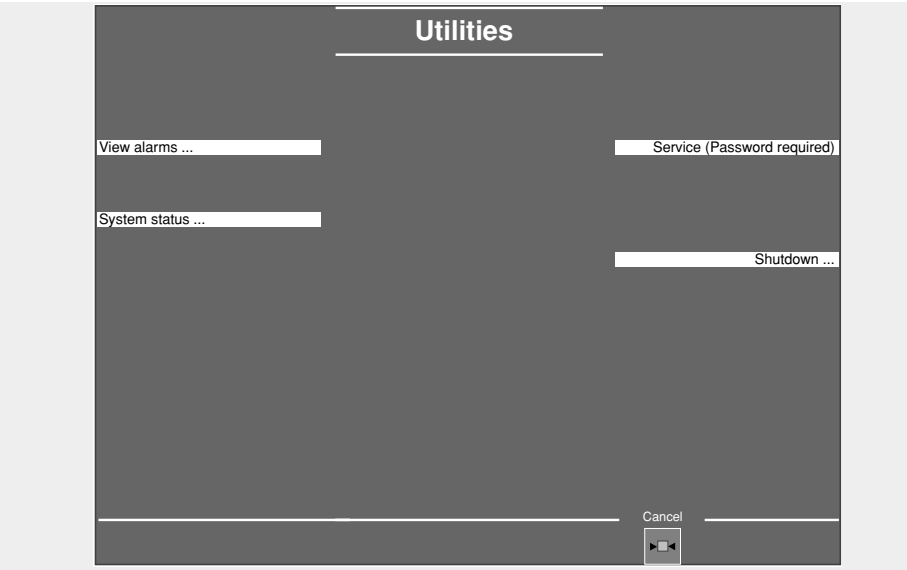 Utilities
View alarms ...
Service (Password required)
System status ...
Shutdown ...
Cancel